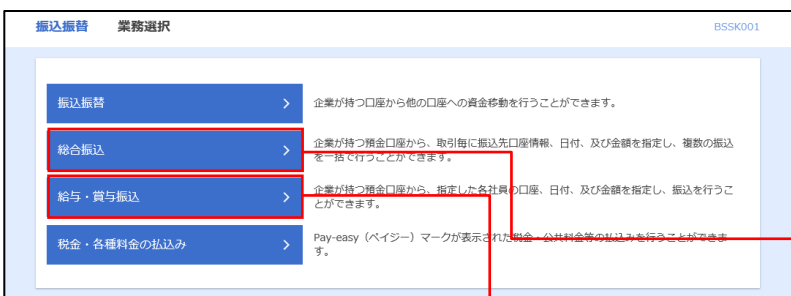 振込振替 業務選択 BSSK001
振込振替 企業が持つ口座から他の口座への資金移動を行うことができます。
総合振込 企業が持つ預金口座から、取引毎に振込先口座情報、日付、及び金額を指定し、複数の振込
を一括で行うことができます。
給与・賞与振込 企業が持つ預金口座から、指定した各社員の口座、日付、及び金額を指定し、振込を行うこ
とができます。
税金・各種料金の払込み Pay-easy（ペイジー）マークが表示された税金・公共料金等の払込みを行うことができま
す。